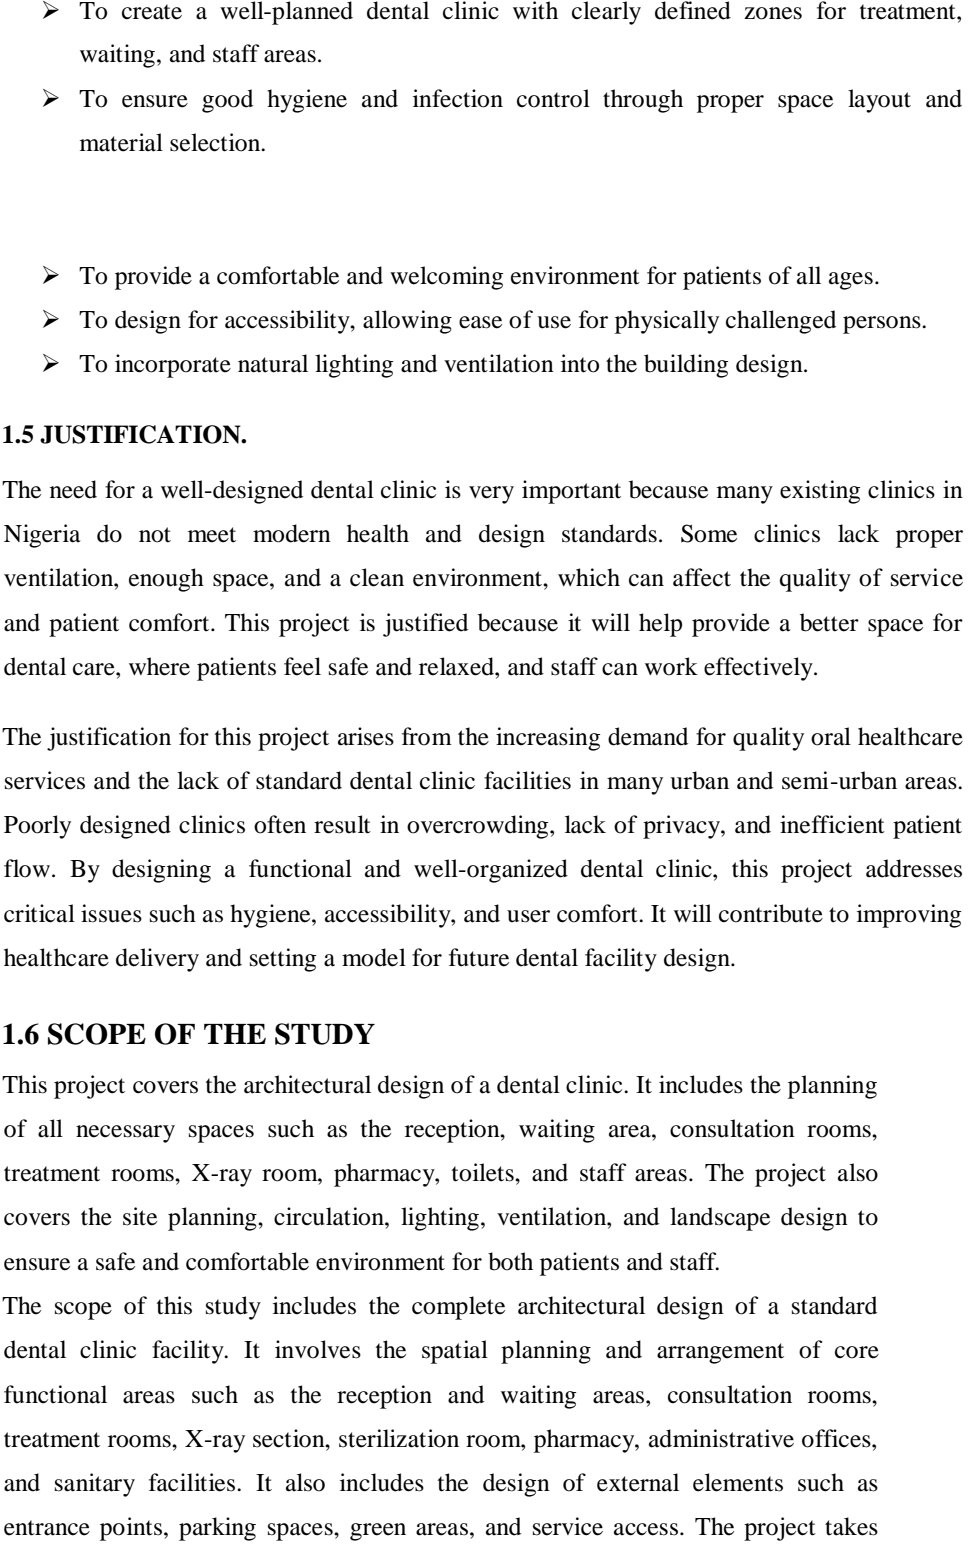 ➢ To create a well-planned dental clinic with clearly defined zones for treatment,
waiting, and staff areas.
➢ To ensure good hygiene and infection control through proper space layout and
material selection.
➢ To provide a comfortable and welcoming environment for patients of all ages.
➢ To design for accessibility, allowing ease of use for physically challenged persons.
➢ To incorporate natural lighting and ventilation into the building design.
1.5 JUSTIFICATION.
The need for a well-designed dental clinic is very important because many existing clinics in
Nigeria do not meet modern health and design standards. Some clinics lack proper
ventilation, enough space, and a clean environment, which can affect the quality of service
and patient comfort. This project is justified because it will help provide a better space for
dental care, where patients feel safe and relaxed, and staff can work effectively.
The justification for this project arises from the increasing demand for quality oral healthcare
services and the lack of standard dental clinic facilities in many urban and semi-urban areas.
Poorly designed clinics often result in overcrowding, lack of privacy, and inefficient patient
flow. By designing a functional and well-organized dental clinic, this project addresses
critical issues such as hygiene, accessibility, and user comfort. It will contribute to improving
healthcare delivery and setting a model for future dental facility design.
1.6 SCOPE OF THE STUDY
This project covers the architectural design of a dental clinic. It includes the planning
of all necessary spaces such as the reception, waiting area, consultation rooms,
treatment rooms, X-ray room, pharmacy, toilets, and staff areas. The project also
covers the site planning, circulation, lighting, ventilation, and landscape design to
ensure a safe and comfortable environment for both patients and staff.
The scope of this study includes the complete architectural design of a standard
dental clinic facility. It involves the spatial planning and arrangement of core
functional areas such as the reception and waiting areas, consultation rooms,
treatment rooms, X-ray section, sterilization room, pharmacy, administrative offices,
and sanitary facilities. It also includes the design of external elements such as
entrance points, parking spaces, green areas, and service access. The project takes